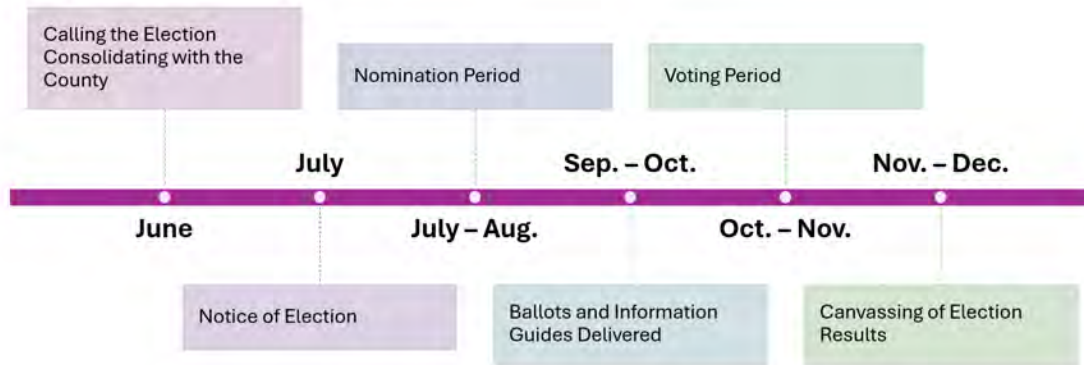 Calling the Election
Consolidating with the
County
Nomination Period
Voting Period
July
Sep. – Oct.
Nov. – Dec.
June
July – Aug.
Oct. – Nov.
Notice of Election
Ballots and Information
Guides Delivered
Canvassing of Election
Results